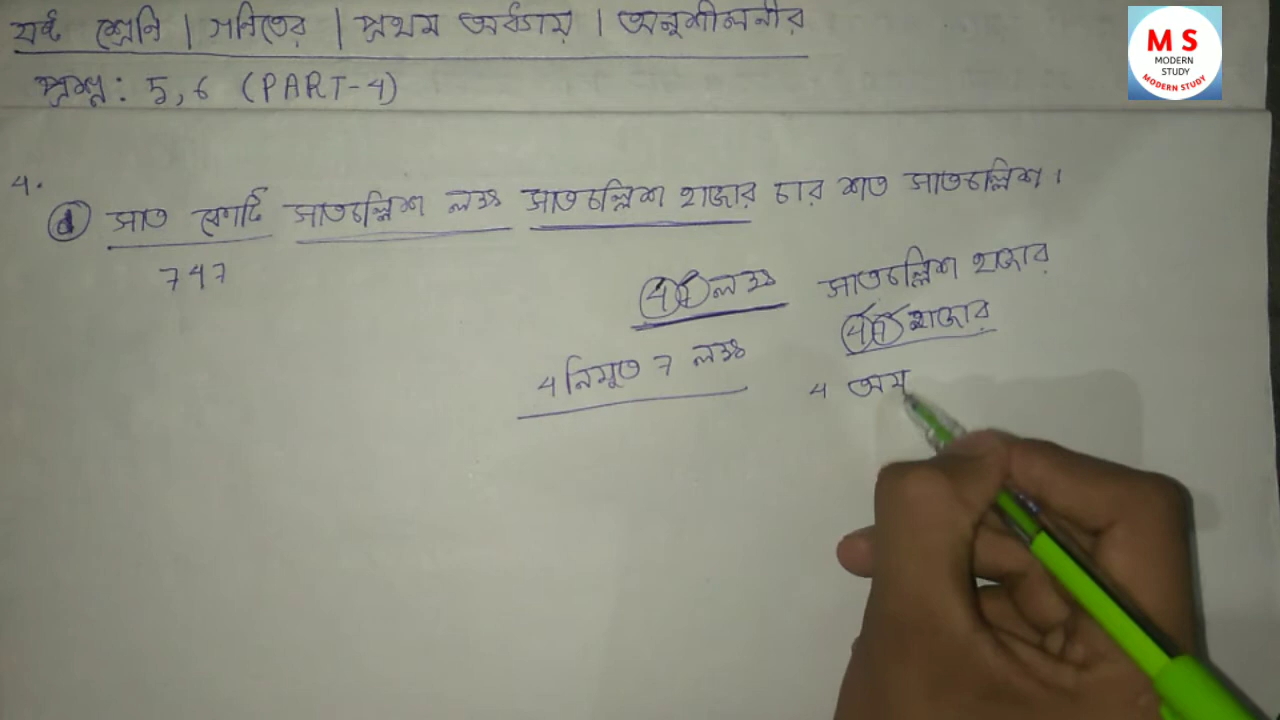 ষষ্ঠ শ্রেনি | গনিতের | প্রথম অধ্যায় | অনুশীলনীর
প্রশ্ন: 5,6 (PART-4)
M S
MODERN
STUDY
MODERN STUDY
4.
d সাত কোটি সাতচল্লিশ লক্ষ সাতচল্লিশ হাজার চার শত সাতচল্লিশ।
747
47 লক্ষ
সাতচল্লিশ হাজার
47 হাজার
4 নিযুত 7 লক্ষ
4 অয